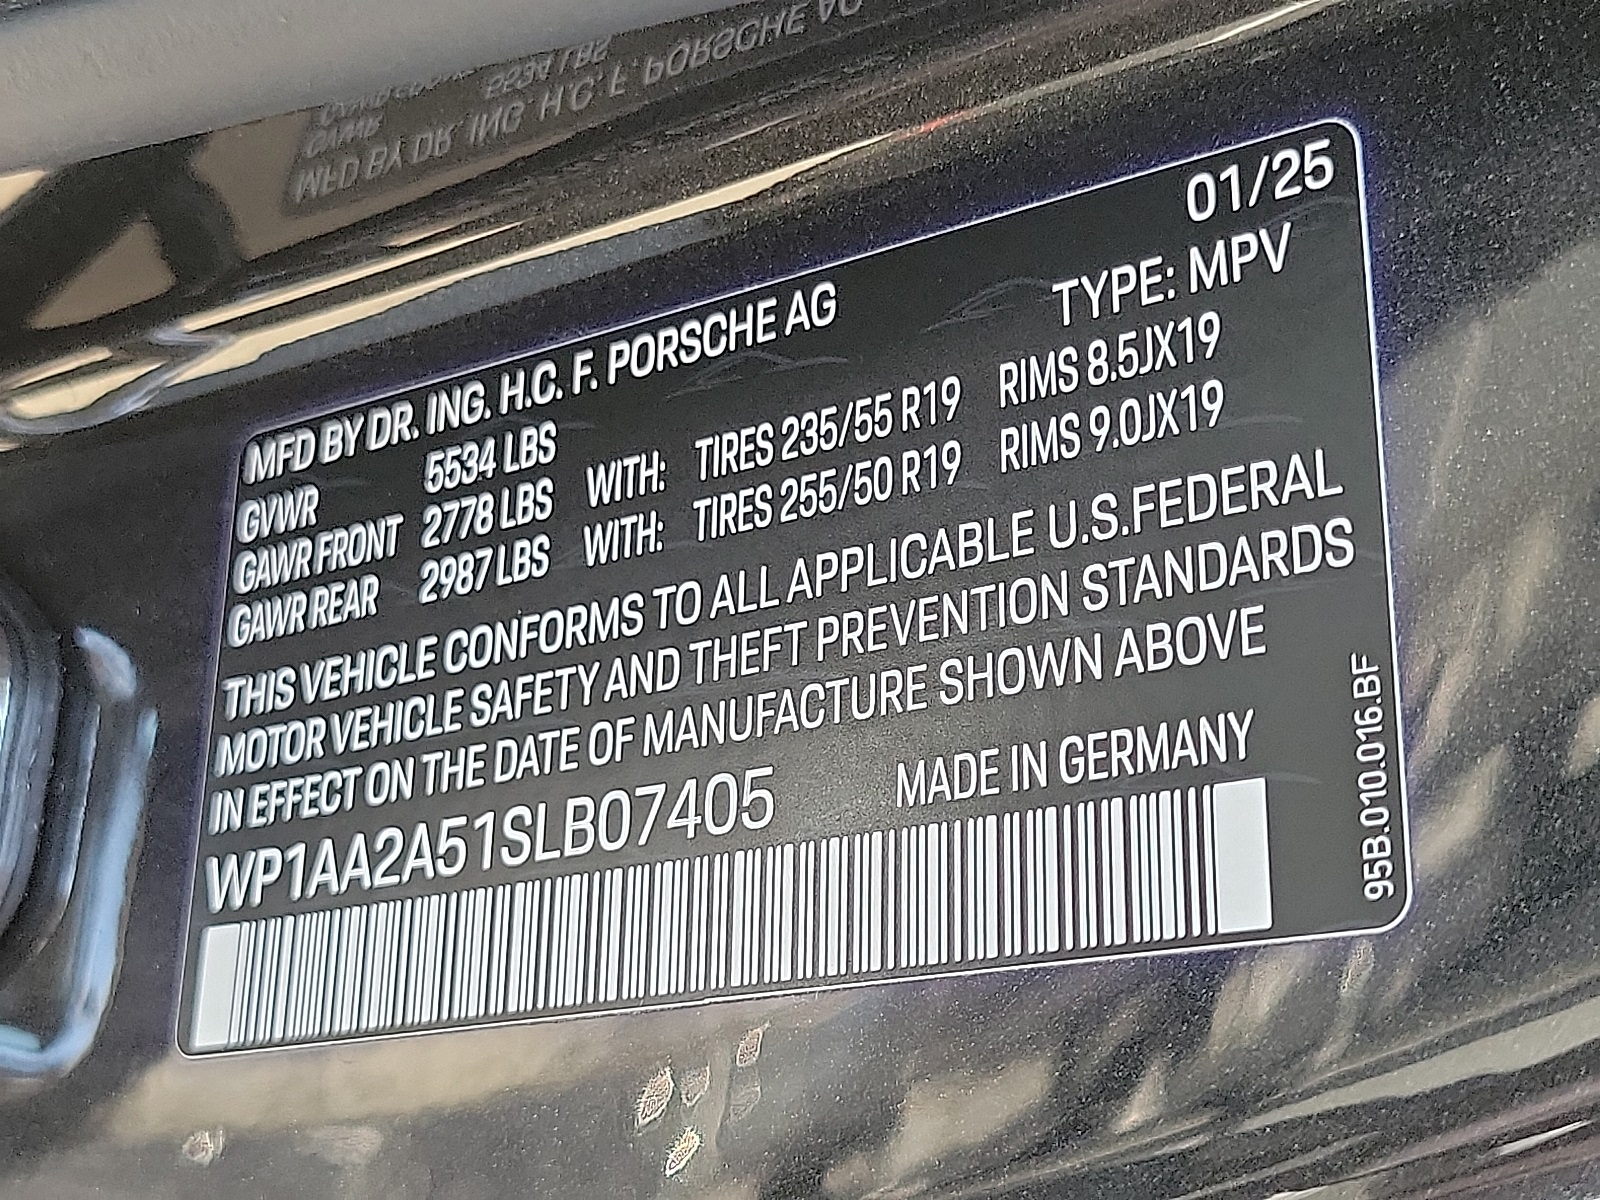 01/25
MFD BY DR. ING. H.C. F. PORSCHE AG
TYPE: MPV
GVWR 5534 LBS
GAWR FRONT 2778 LBS WITH: TIRES 235/55 R19 RIMS 8.5JX19
GAWR REAR 2987 LBS WITH: TIRES 255/50 R19 RIMS 9.0JX19
THIS VEHICLE CONFORMS TO ALL APPLICABLE U.S.FEDERAL
MOTOR VEHICLE SAFETY AND THEFT PREVENTION STANDARDS
IN EFFECT ON THE DATE OF MANUFACTURE SHOWN ABOVE
WP1AA2A51SLB07405 MADE IN GERMANY
95B.010.016.BF